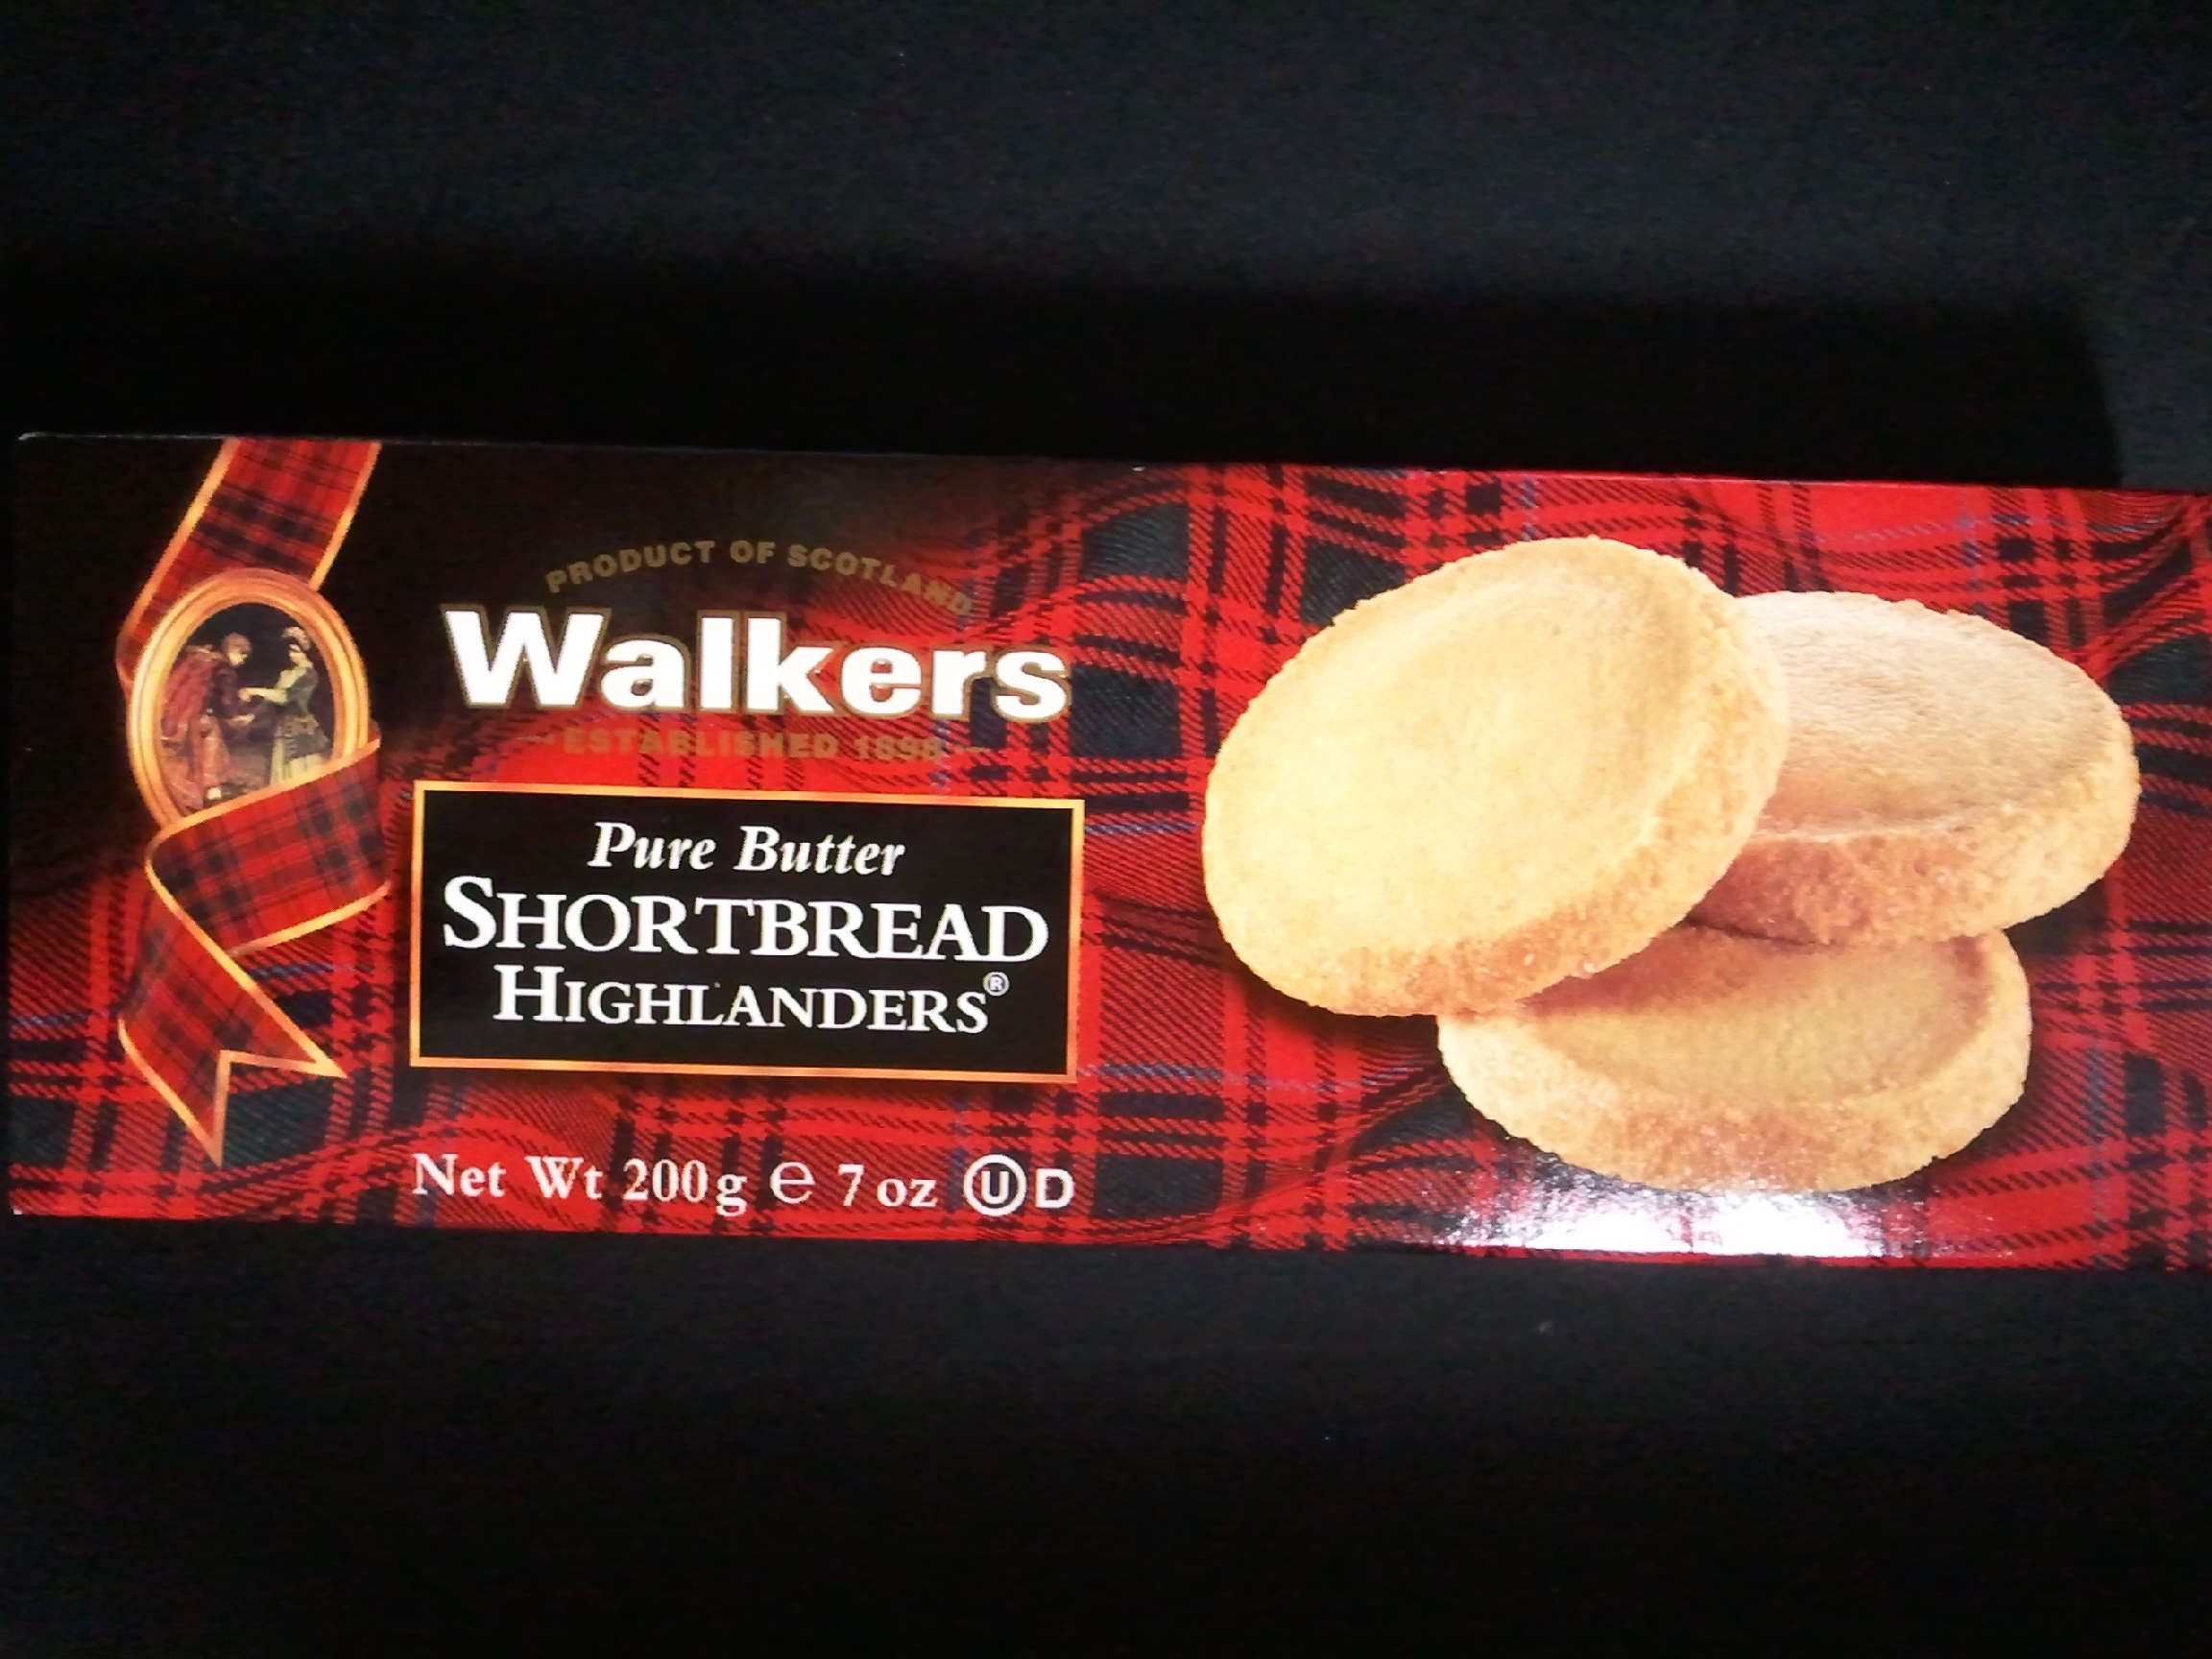 PRODUCT OF SCOTLAND
Walkers
ESTABLISHED 1898
Pure Butter
SHORTBREAD
HIGHLANDERS®
Net Wt 200g ℮ 7 oz Ⓤ D